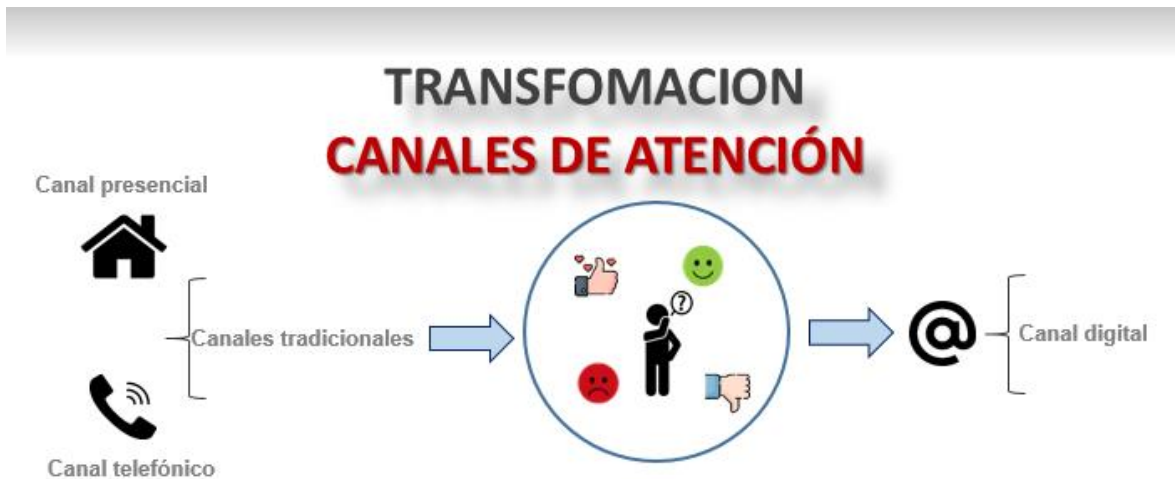 TRANSFOMACION
CANALES DE ATENCIÓN
Canal presencial
?
Canales tradicionales
@
Canal digital
Canal telefónico